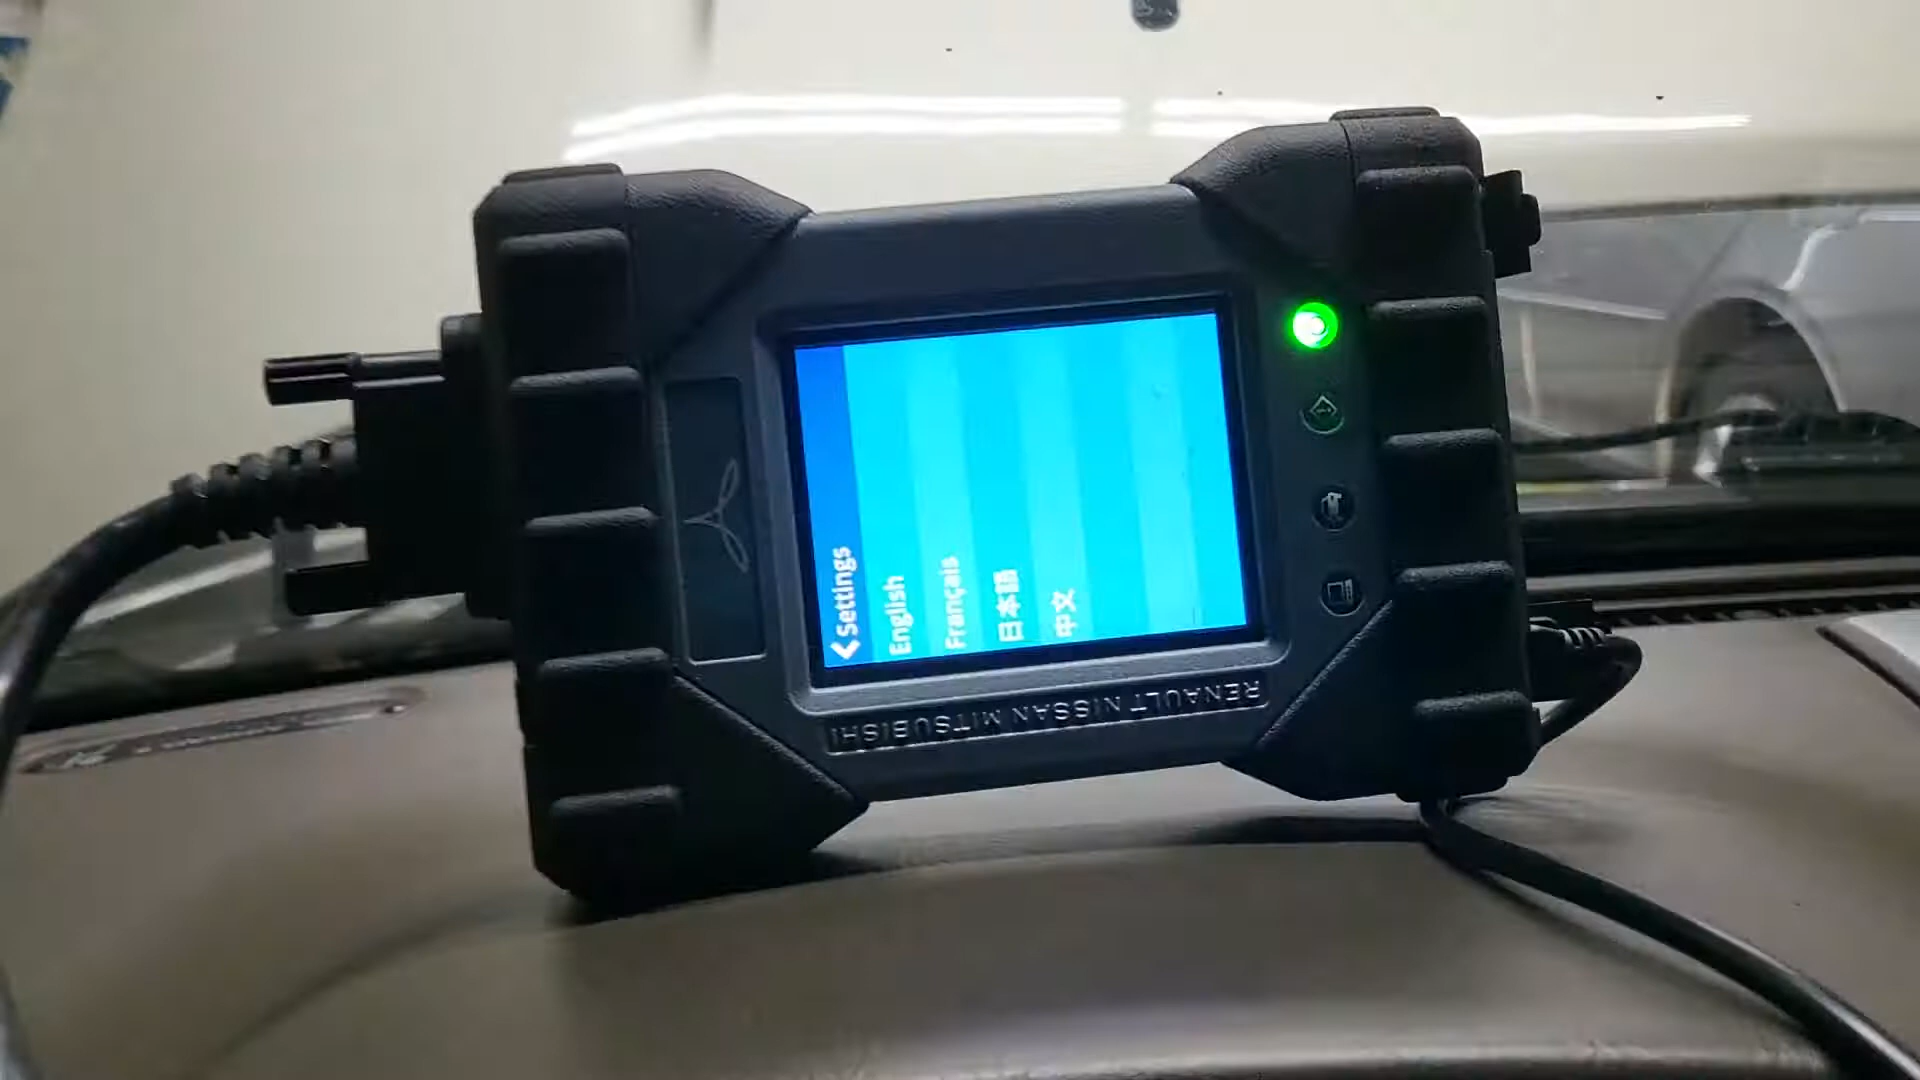 Settings
English
Français
日本語
中文
RENAULT NISSAN MITSUBISHI